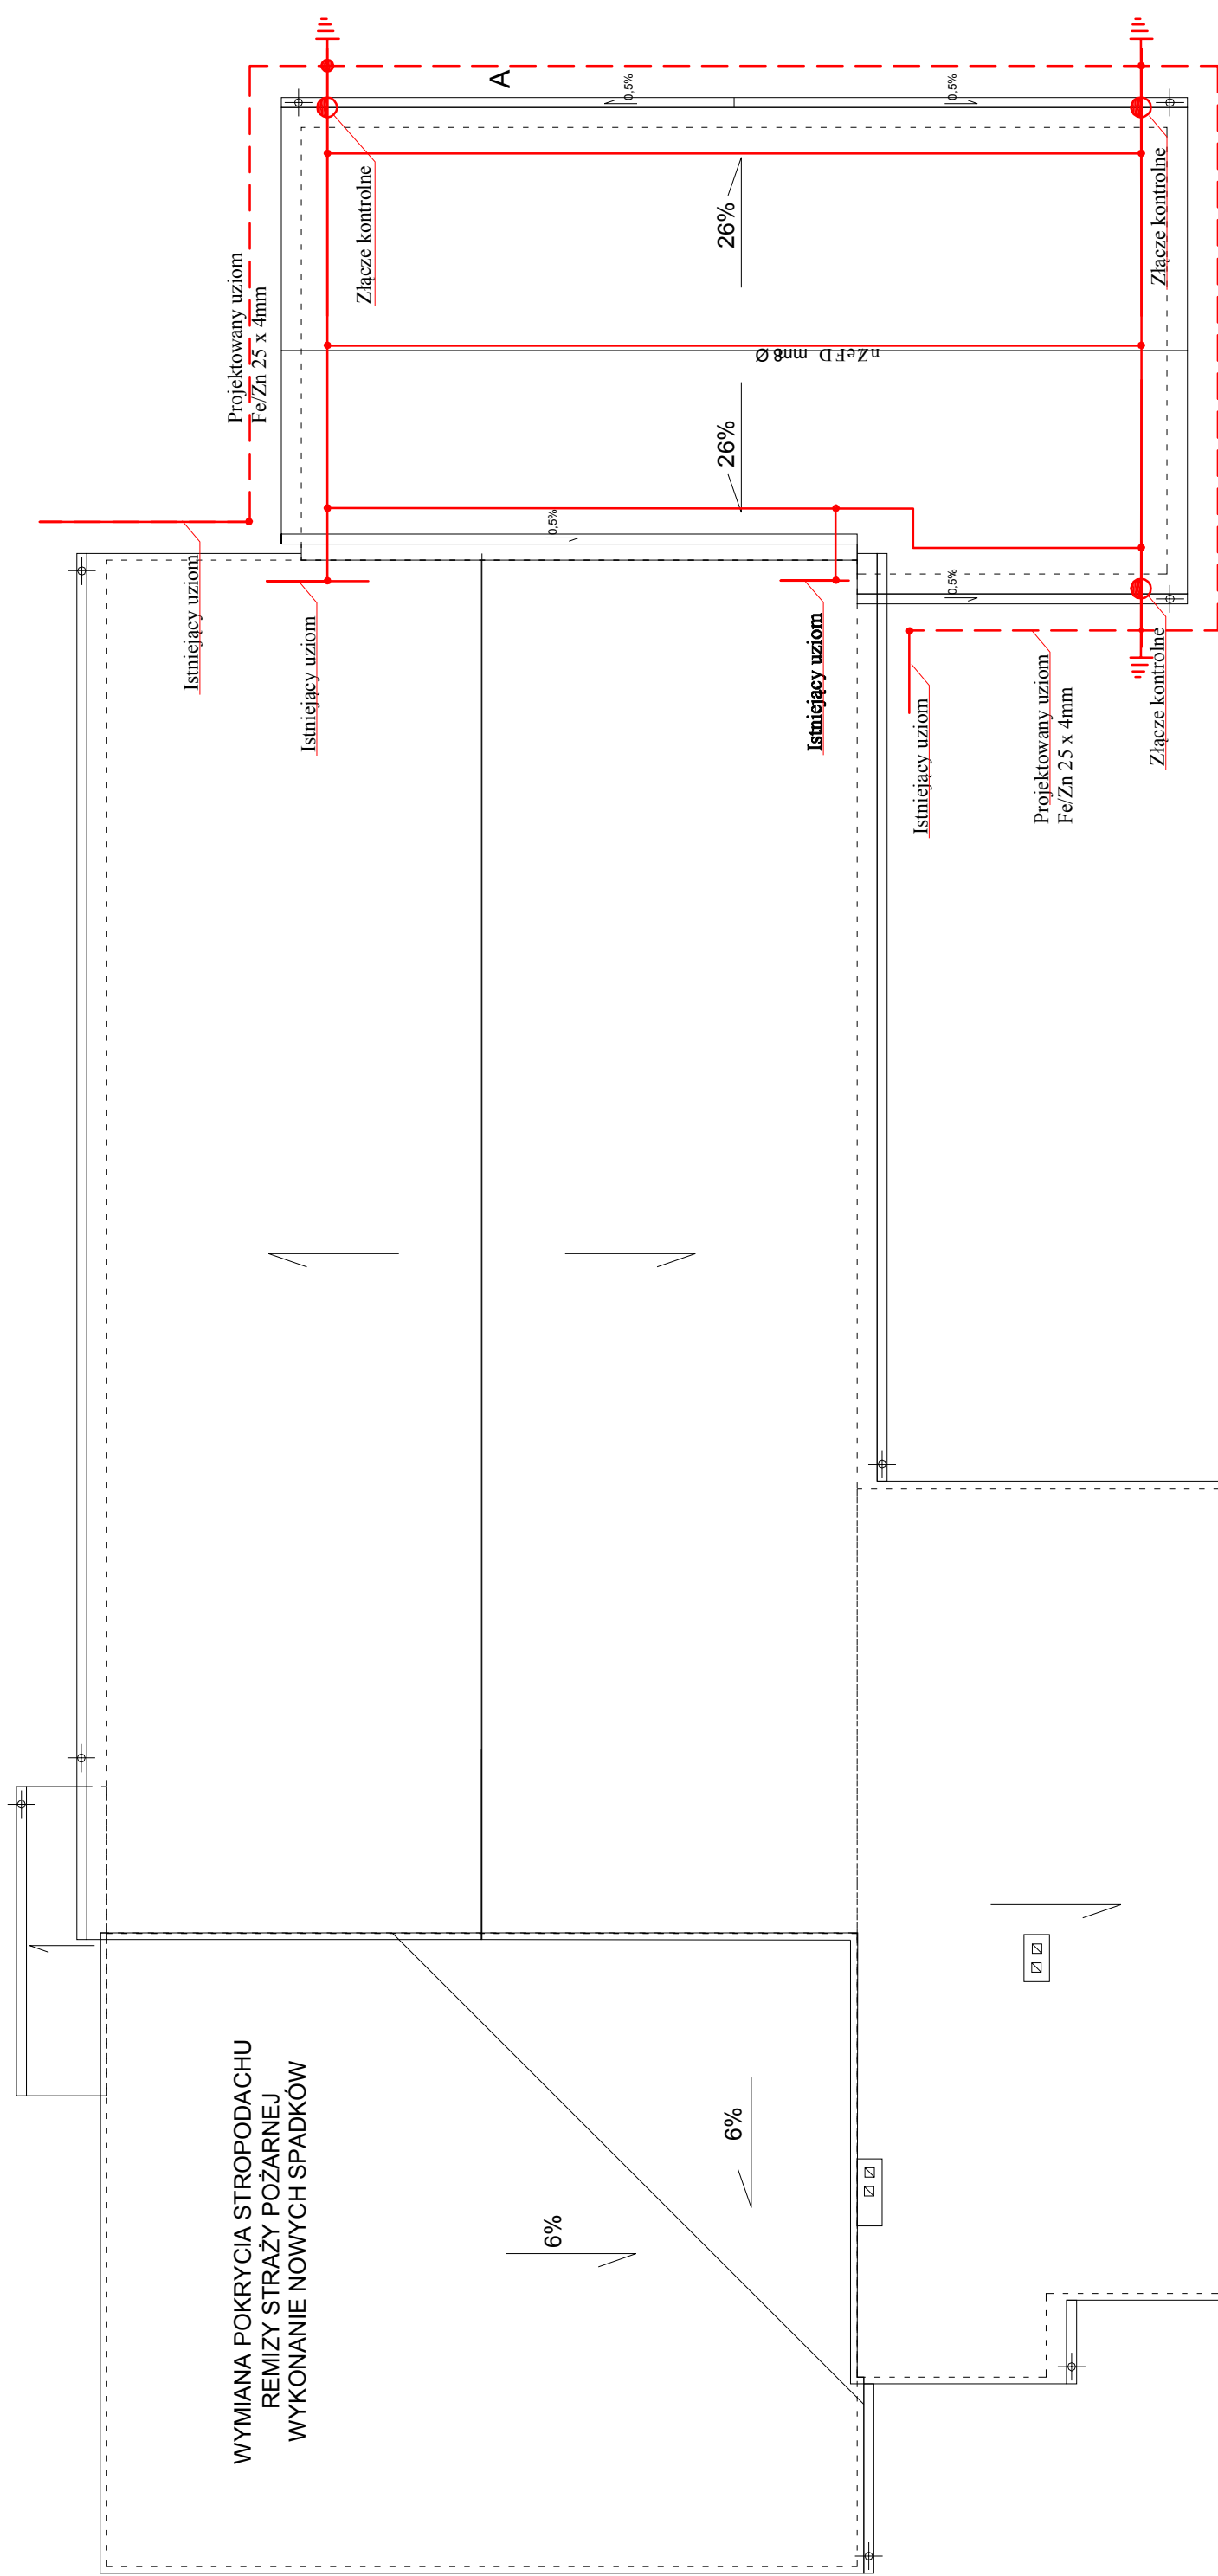 A
0,5%
0,5%
Złącze kontrolne
Złącze kontrolne
26%
Projektowany uziom
Fe/Zn 25 x 4mm
26%
0,5%
0,5%
Istniejący uziom
Istniejący uziom
Istniejący uziom
Istniejący uziom
Projektowany uziom
Fe/Zn 25 x 4mm
Złącze kontrolne
WYMIANA POKRYCIA STROPODACHU
REMIZY STRAŻY POŻARNEJ
WYKONANIE NOWYCH SPADKÓW
6%
6%